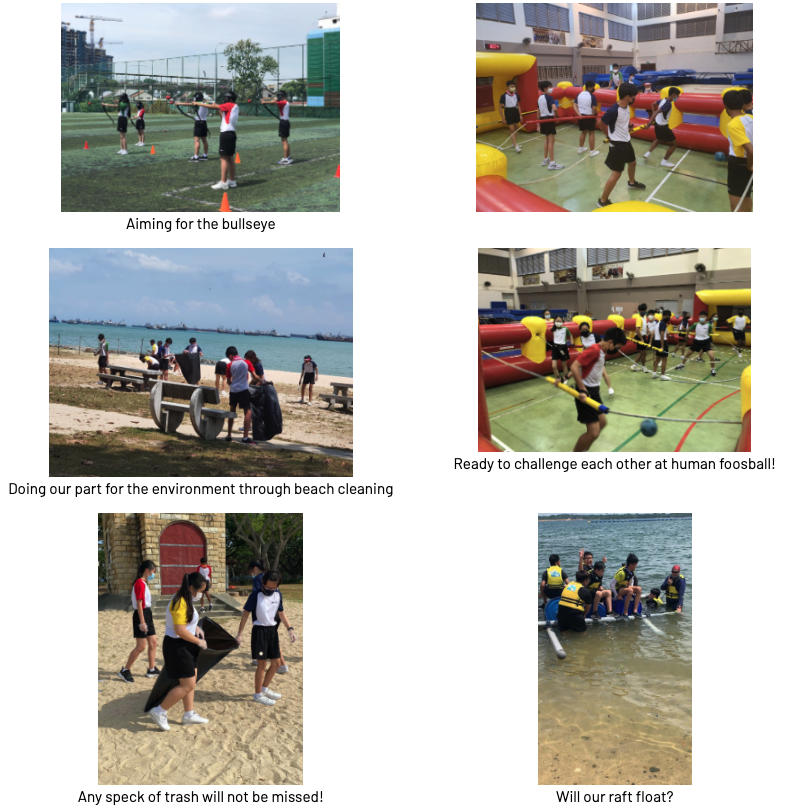 Aiming for the bullseye
Ready to challenge each other at human foosball!
Doing our part for the environment through beach cleaning
Any speck of trash will not be missed!
Will our raft float?